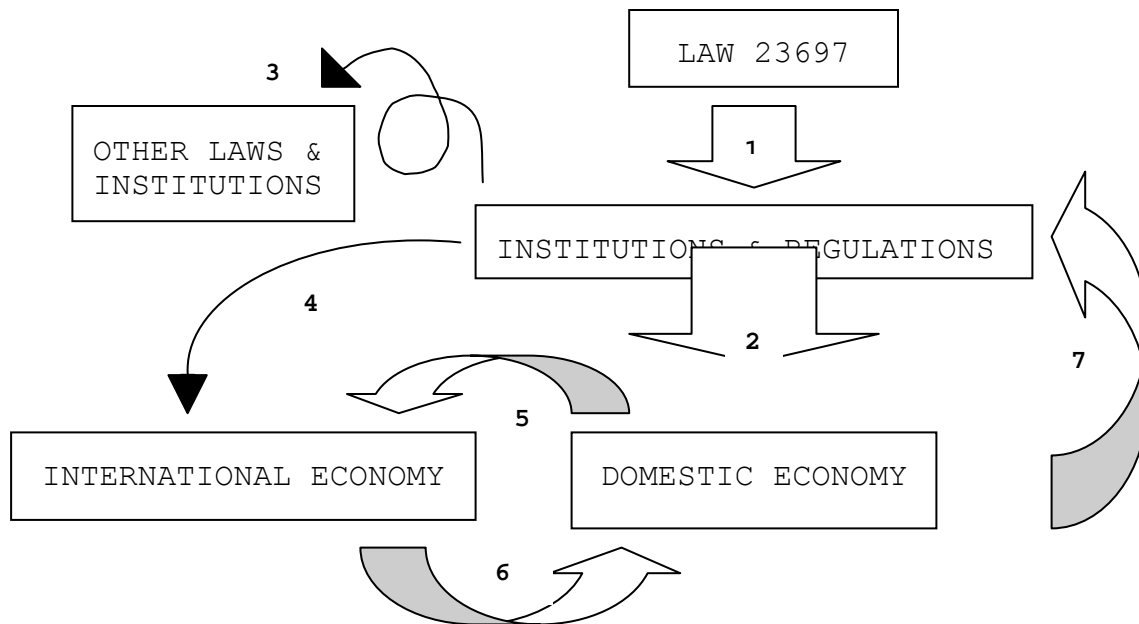 LAW 23697
3
1
OTHER LAWS &
INSTITUTIONS
INSTITUTIONS & REGULATIONS
4
2
7
5
INTERNATIONAL ECONOMY
DOMESTIC ECONOMY
6